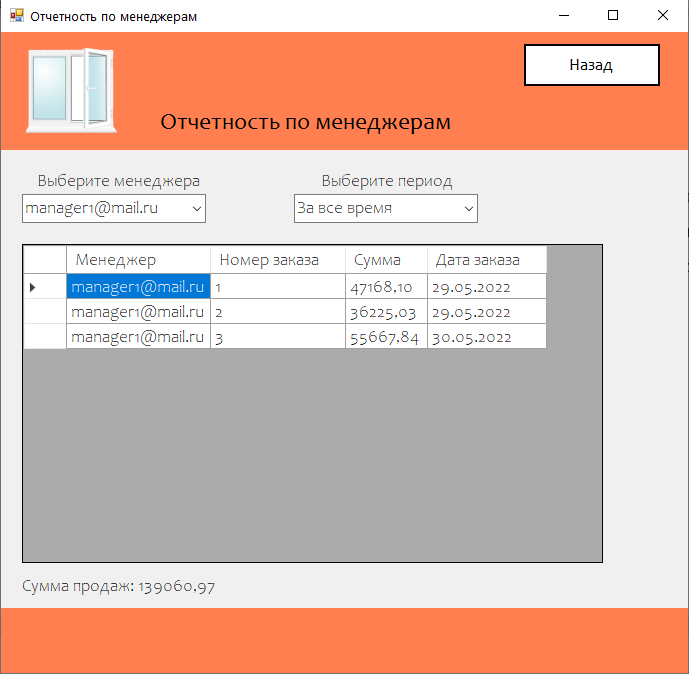 Отчетность по менеджерам
Назад
Отчетность по менеджерам
Выберите менеджера Выберите период
manager1@mail.ru За все время
Менеджер Номер заказа Сумма Дата заказа
manager1@mail.ru 1 47168,10 29.05.2022
manager1@mail.ru 2 36225,03 29.05.2022
manager1@mail.ru 3 55667,84 30.05.2022
Сумма продаж: 139060,97